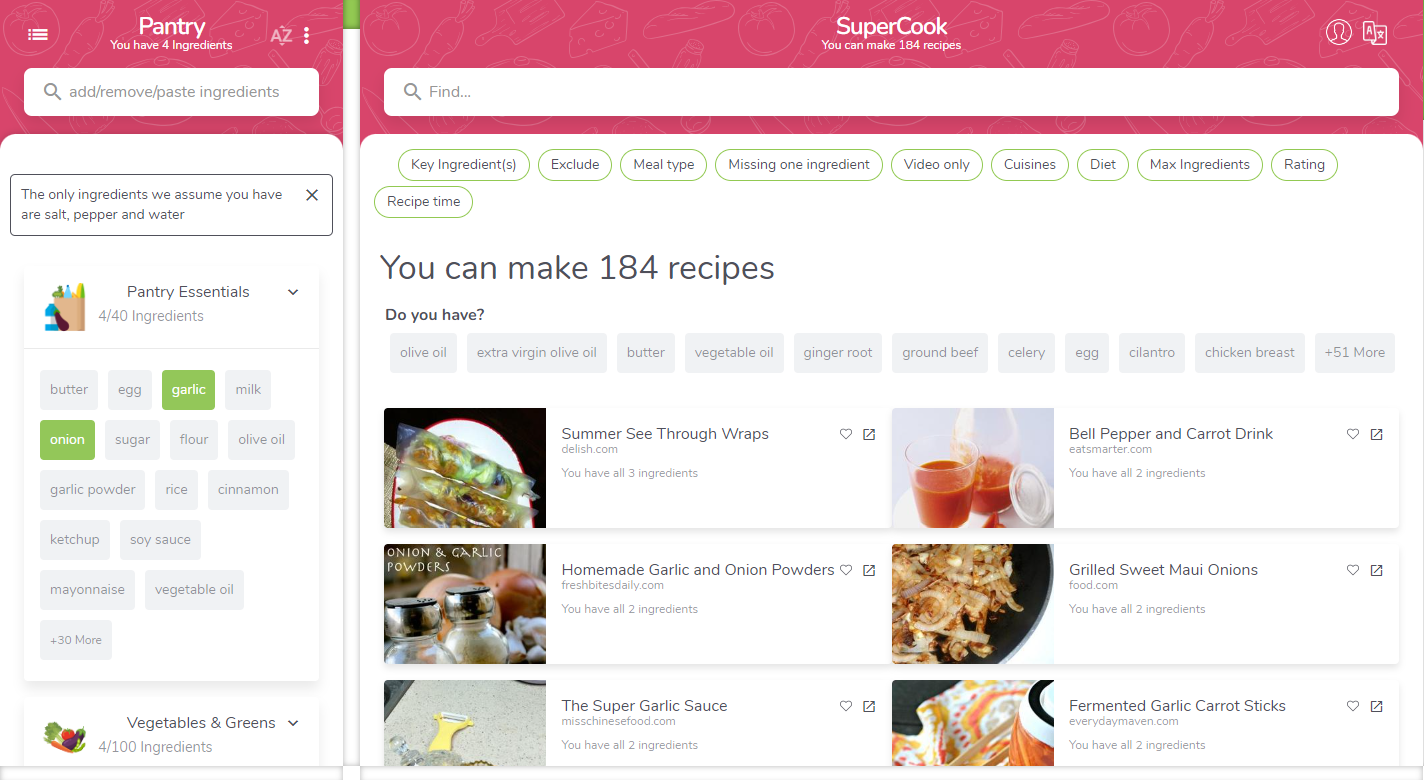 Pantry
You have 4 Ingredients
AZ
add/remove/paste ingredients
The only ingredients we assume you have
are salt, pepper and water
Pantry Essentials
4/40 Ingredients
butter egg garlic milk
onion sugar flour olive oil
garlic powder rice cinnamon
ketchup soy sauce
mayonnaise vegetable oil
+30 More
Vegetables & Greens
4/100 Ingredients
SuperCook
You can make 184 recipes
A
Find...
Key Ingredient(s) Exclude Meal type Missing one ingredient Video only Cuisines Diet Max Ingredients Rating
Recipe time
You can make 184 recipes
Do you have?
olive oil extra virgin olive oil butter vegetable oil ginger root ground beef celery egg cilantro chicken breast +51 More
Summer See Through Wraps
delish.com
You have all 3 ingredients
Bell Pepper and Carrot Drink
eatsmarter.com
You have all 2 ingredients
ONION & GARLIC
POWDERS
Homemade Garlic and Onion Powders
freshbitesdaily.com
You have all 2 ingredients
Grilled Sweet Maui Onions
food.com
You have all 2 ingredients
The Super Garlic Sauce
misschinesefood.com
You have all 2 ingredients
Fermented Garlic Carrot Sticks
everydaymaven.com
You have all 2 ingredients